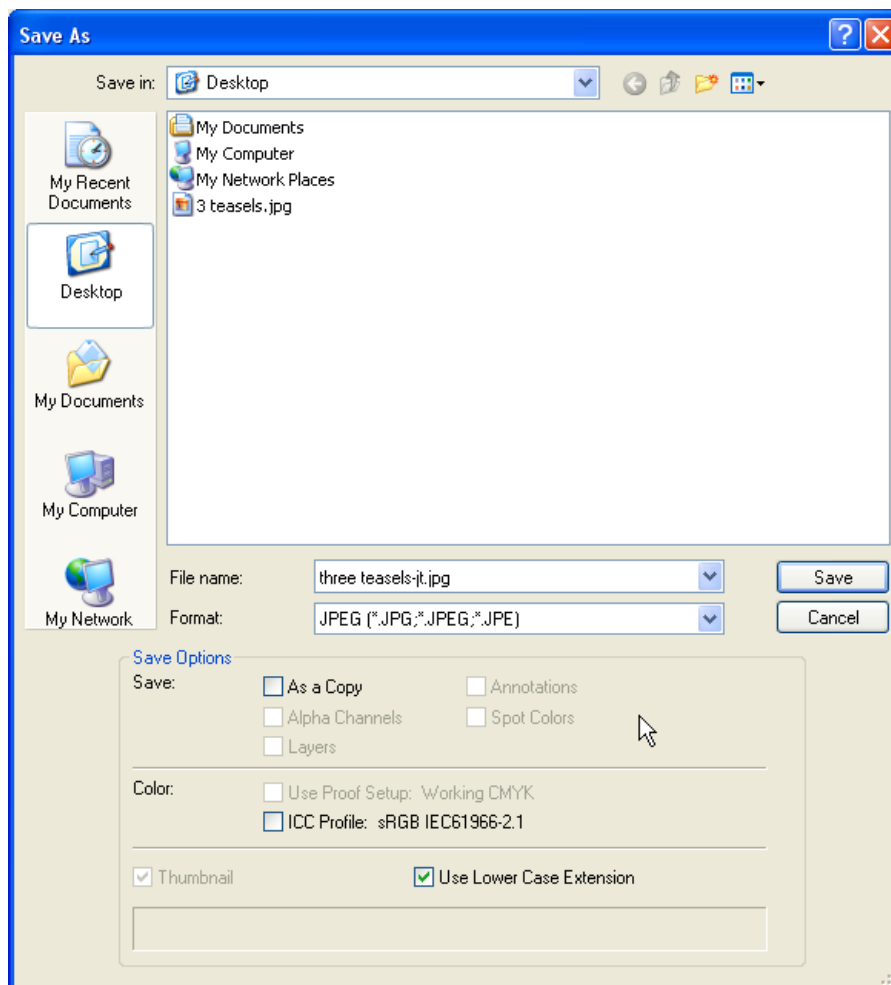 Save As
Save in:
Desktop
My Recent
Documents
Desktop
My Documents
My Computer
My Network
My Documents
My Computer
My Network Places
3 teasels.jpg
File name:
three teasels-jt.jpg
Save
Format:
JPEG (*.JPG;*.JPEG;*.JPE)
Cancel
Save Options
Save:
As a Copy
Annotations
Alpha Channels
Spot Colors
Layers
Color:
Use Proof Setup: Working CMYK
ICC Profile: sRGB IEC61966-2.1
Thumbnail
Use Lower Case Extension